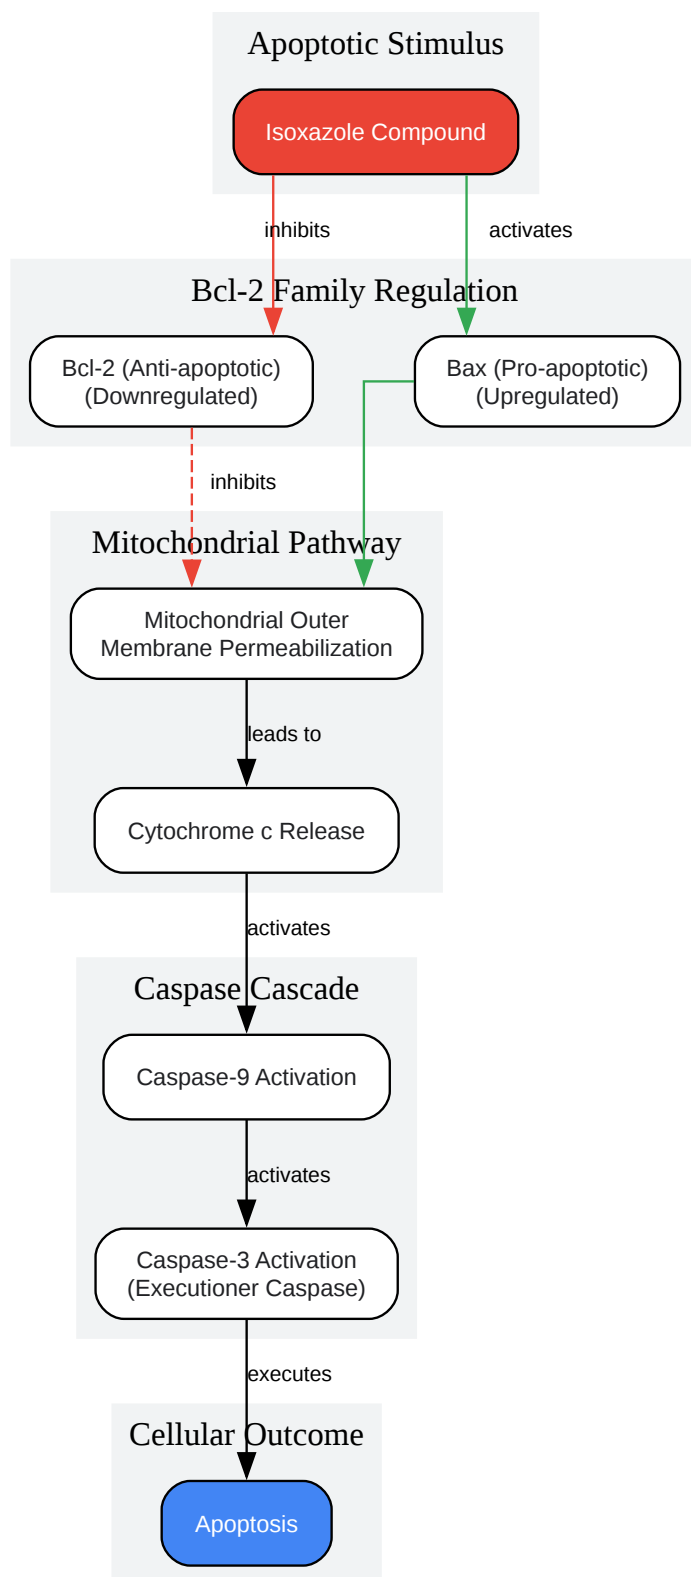 Apoptotic Stimulus
Isoxazole Compound
inhibits
activates
Bcl-2 Family Regulation
Bcl-2 (Anti-apoptotic)
(Downregulated)
Bax (Pro-apoptotic)
(Upregulated)
inhibits
Mitochondrial Pathway
Mitochondrial Outer
Membrane Permeabilization
leads to
Cytochrome c Release
activates
Caspase Cascade
Caspase-9 Activation
activates
Caspase-3 Activation
(Executioner Caspase)
executes
Cellular Outcome
Apoptosis